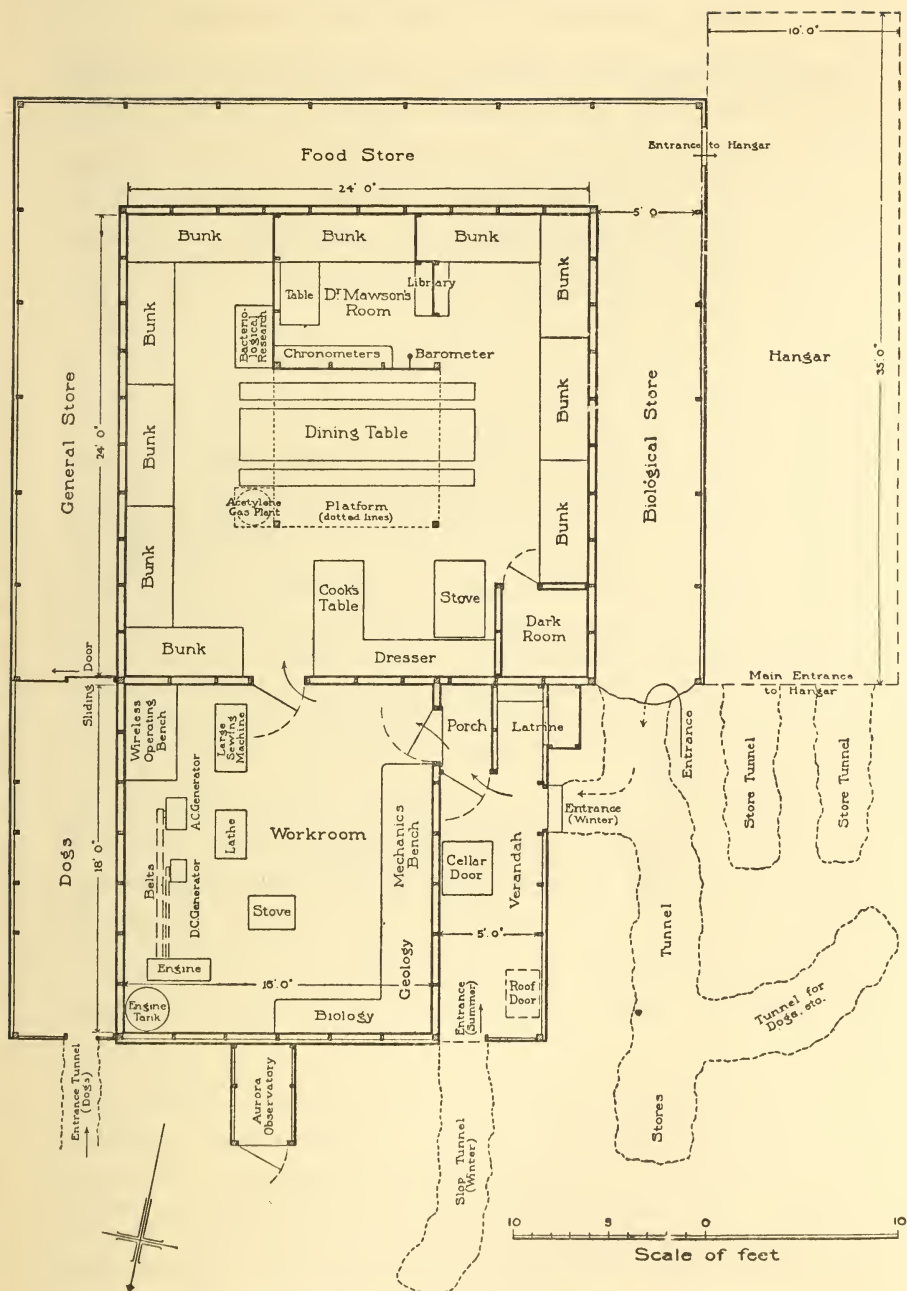 10'. 0"
Entrance to Hangar
Food Store
24' 0"
5' 0
Bunk
Bunk
Bunk
Bunk
Table
Dr Mawson's
Room
Library
Bacterio-
logical
Research
Chronometers
Barometer
Bunk
Hangar
35'. 0"
General Store
24' 0"
Bunk
Bunk
Dining Table
Biological Store
Acetylene
Gas Plant
Platform
(dotted lines)
Bunk
Bunk
Cook's
Table
Stove
Dark
Room
Bunk
Dresser
Sliding Door
Main Entrance
to Hangar
Wireless
Operating
Bench
Large
Sewing
Machine
Porch
Latrine
Entrance
Store Tunnel
Store Tunnel
Entrance
(Winter)
A.C. Generator
Lathe
Workroom
Mechanics
Bench
Dogs
18' 0"
Belts
D.C. Generator
Cellar
Door
Verandah
Stove
Tunnel
5'. 0"
Engine
Geology
Engine
Tank
Biology
Entrance
(Summer)
Roof
Door
Tunnel for
Dogs. etc.
Entrance Tunnel
(Dogs)
Aurora
Observatory
Slop Tunnel
(Winter)
Stores
10 5 0 10
Scale of feet